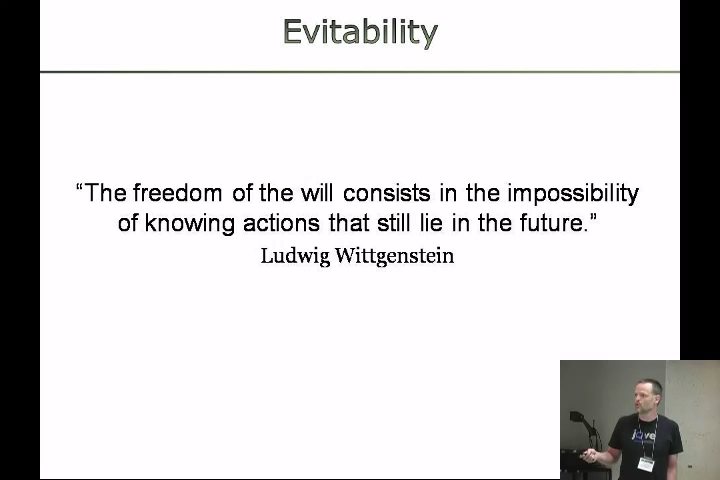 Evitability
“The freedom of the will consists in the impossibility
of knowing actions that still lie in the future.”
Ludwig Wittgenstein